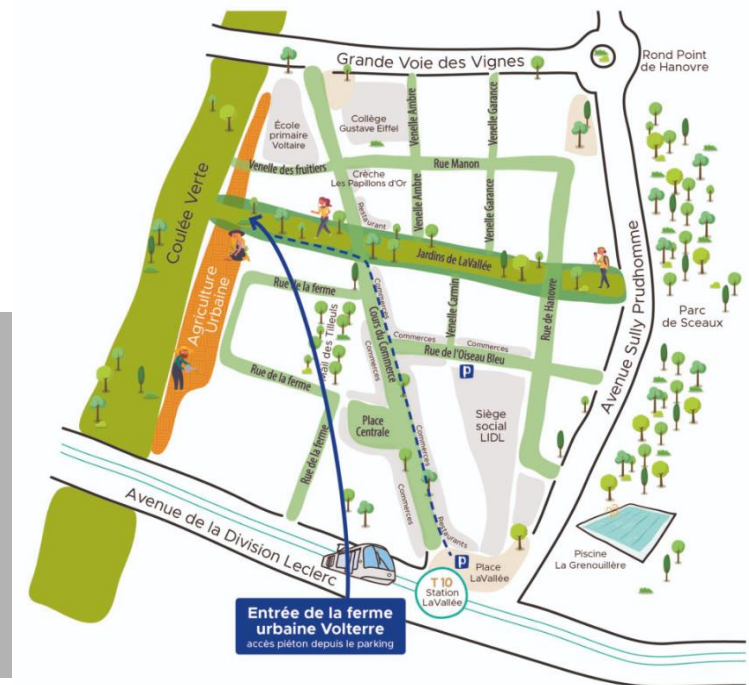 Grande Voie des Vignes
Rond Point
de Hanovre
École
primaire
Voltaire
Collège
Gustave Eiffel
Venelle Ambre
Venelle Garance
Venelle des fruitiers
Crèche
Les Papillons d'Or
Rue Manon
Coulée Verte
Restaurant
Venelle Ambre
Venelle Garance
Jardins de LaVallée
Agriculture
Urbaine
Rue de la ferme
Mail des Tilleuls
Commerces
Cours du Commerce
Commerces
Venelle Carmin
Commerces
Commerces
Rue de l'Oiseau Bleu
Rue de Hanovre
Avenue Sully Prudhomme
Parc
de Sceaux
P
Rue de la ferme
Rue de la ferme
Place
Centrale
Siège
social
LIDL
Commerces
Commerces
Restaurants
Avenue de la Division Leclerc
P
Place
LaVallée
T 10
Station
LaVallée
Piscine
La Grenouillère
Entrée de la ferme
urbaine Volterre
accès piéton depuis le parking